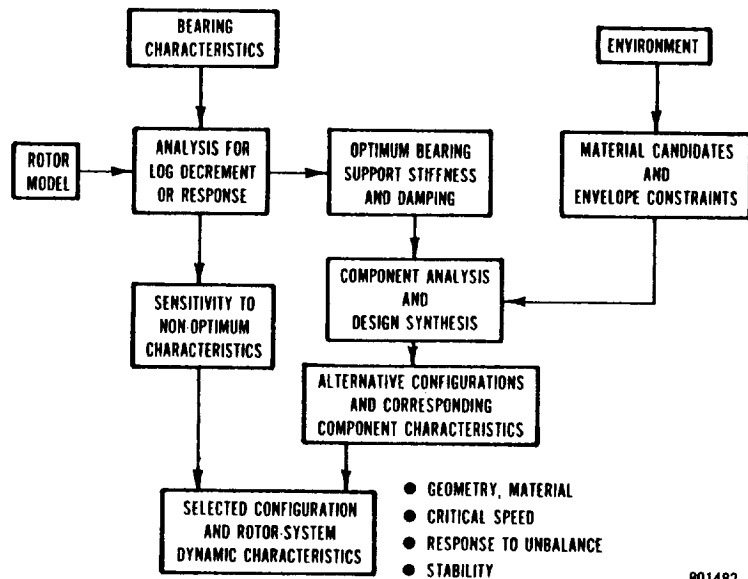 BEARING
CHARACTERISTICS
ENVIRONMENT
ROTOR
MODEL
ANALYSIS FOR
LOG DECREMENT
OR RESPONSE
OPTIMUM BEARING
SUPPORT STIFFNESS
AND DAMPING
MATERIAL CANDIDATES
AND
ENVELOPE CONSTRAINTS
SENSITIVITY TO
NON-OPTIMUM
CHARACTERISTICS
COMPONENT ANALYSIS
AND
DESIGN SYNTHESIS
ALTERNATIVE CONFIGURATIONS
AND CORRESPONDING
COMPONENT CHARACTERISTICS
SELECTED CONFIGURATION
AND ROTOR-SYSTEM
DYNAMIC CHARACTERISTICS
● GEOMETRY, MATERIAL
● CRITICAL SPEED
● RESPONSE TO UNBALANCE
● STABILITY
801482